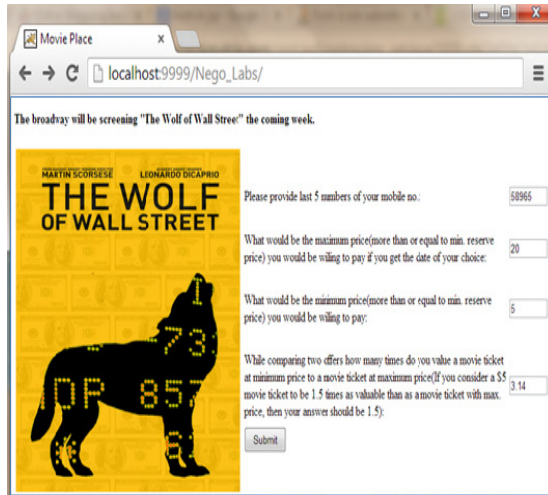 Movie Place x
localhost:9999/Nego_Labs/
The broadway will be screening "The Wolf of Wall Street" the coming week.
MARTIN SCORSESE LEONARDO DICAPRIO
THE WOLF
OF WALL STREET
Please provide last 5 numbers of your mobile no.:
58965
What would be the maximum price(more than or equal to min. reserve
price) you would be willing to pay if you get the date of your choice:
20
What would be the minimum price(more than or equal to min. reserve
price) you would be willing to pay:
5
While comparing two offers how many times do you value a movie ticket
at minimum price to a movie ticket at maximum price(If you consider a $5
movie ticket to be 1.5 times as valuable than as a movie ticket with max.
price, then your answer should be 1.5):
3.14
Submit